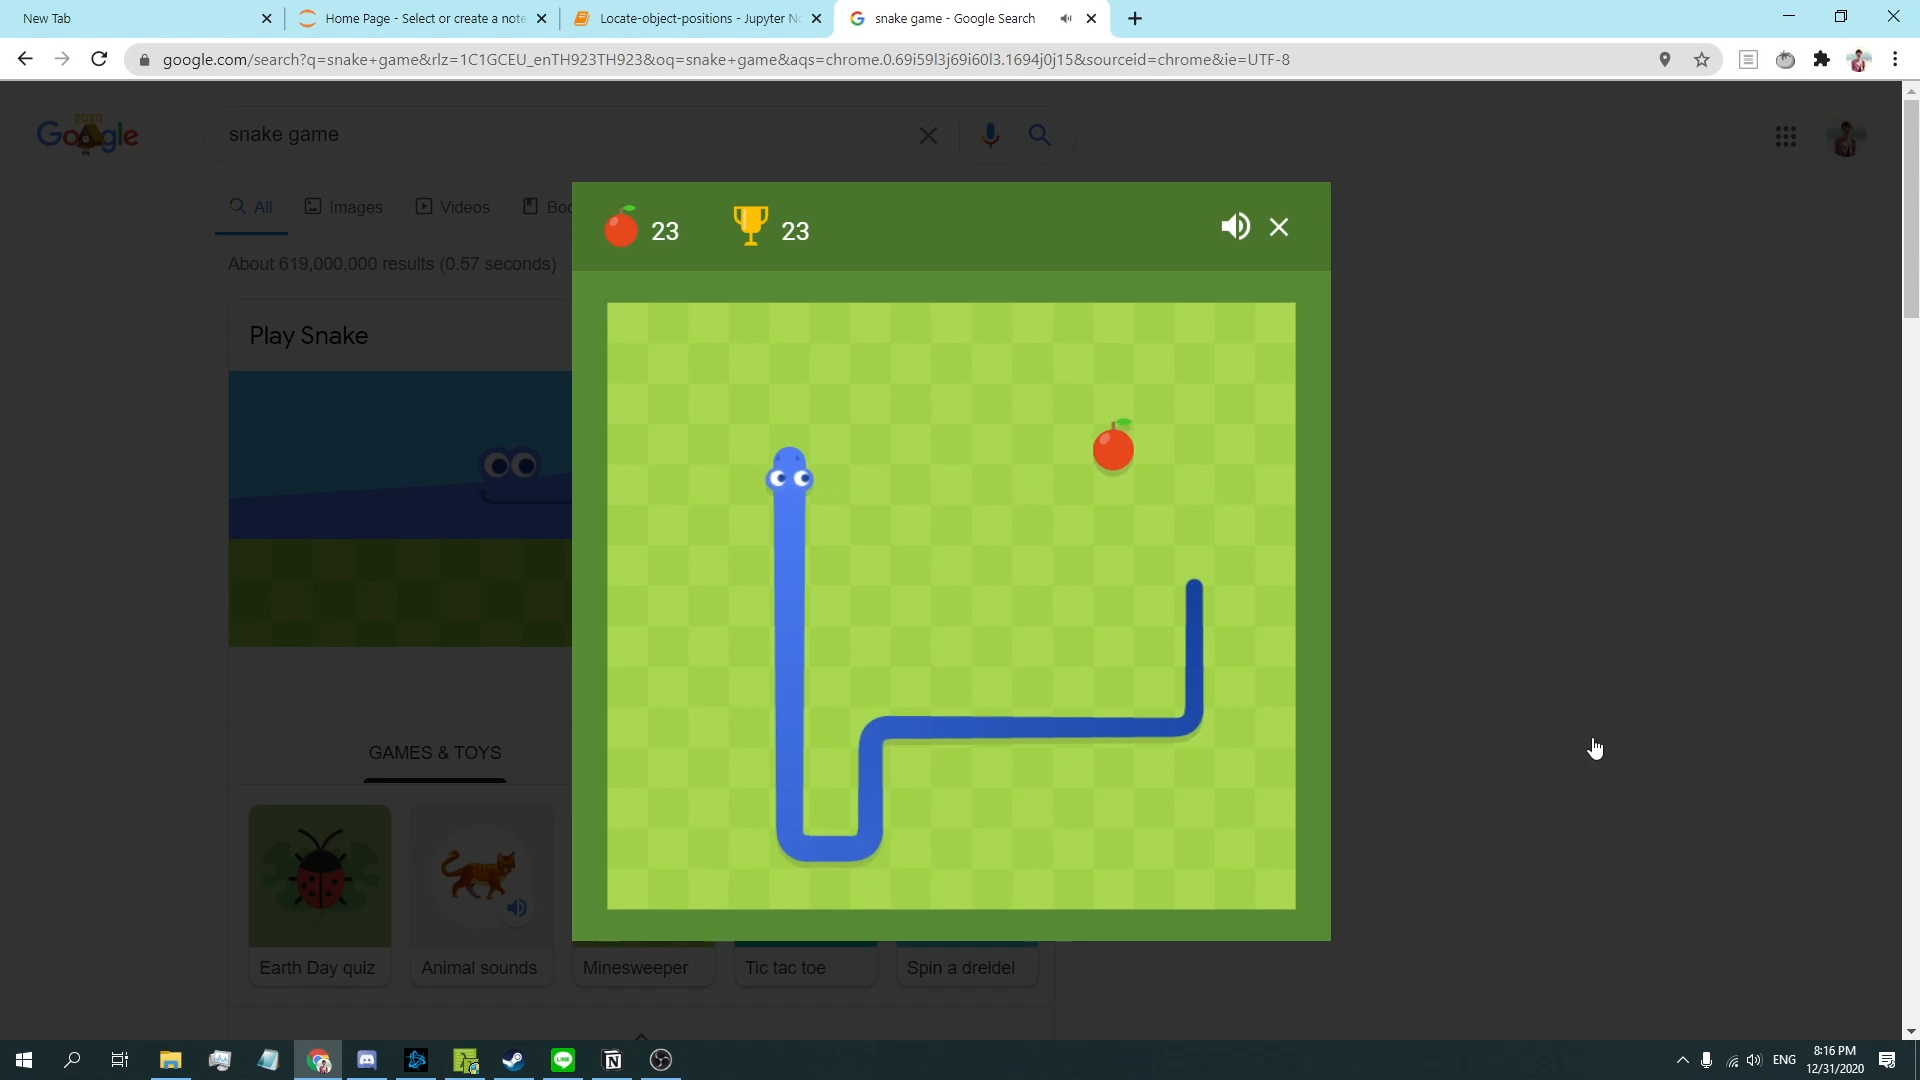 New Tab
Home Page - Select or create a note
Locate-object-positions - Jupyter No
snake game - Google Search
google.com/search?q=snake+game&rlz=1C1GCEU_enTH923TH923&oq=snake+game&aqs=chrome.0.69i59l3j69i60l3.1694j0j15&sourceid=chrome&ie=UTF-8
2020
Google
snake game
All
Images
Videos
Boo
23
23
About 619,000,000 results (0.57 seconds)
Play Snake
GAMES & TOYS
Earth Day quiz
Animal sounds
Minesweeper
Tic tac toe
Spin a dreidel
LINE
ENG
8:16 PM
12/31/2020